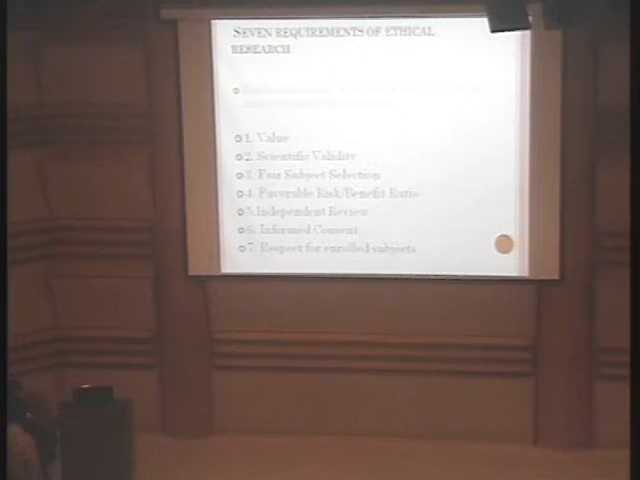 SEVEN REQUIREMENTS OF ETHICAL
RESEARCH
1. Value
2. Scientific Validity
3. Fair Subject Selection
4. Favorable Risk/Benefit Ratio
5.Independent Review
6. Informed Consent
7. Respect for enrolled subjects